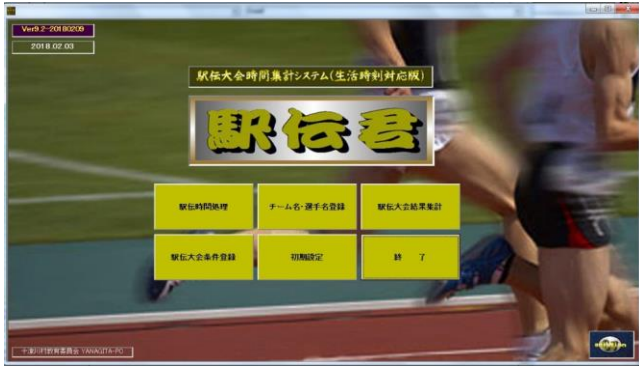 Ver9.2-20180209
2018.02.03
駅伝大会時間集計システム(生活時刻対応版)
駅伝君
駅伝時間処理
チーム名・選手名登録
駅伝大会結果集計
駅伝大会条件登録
初期設定
終 了
YANAGITA-PC